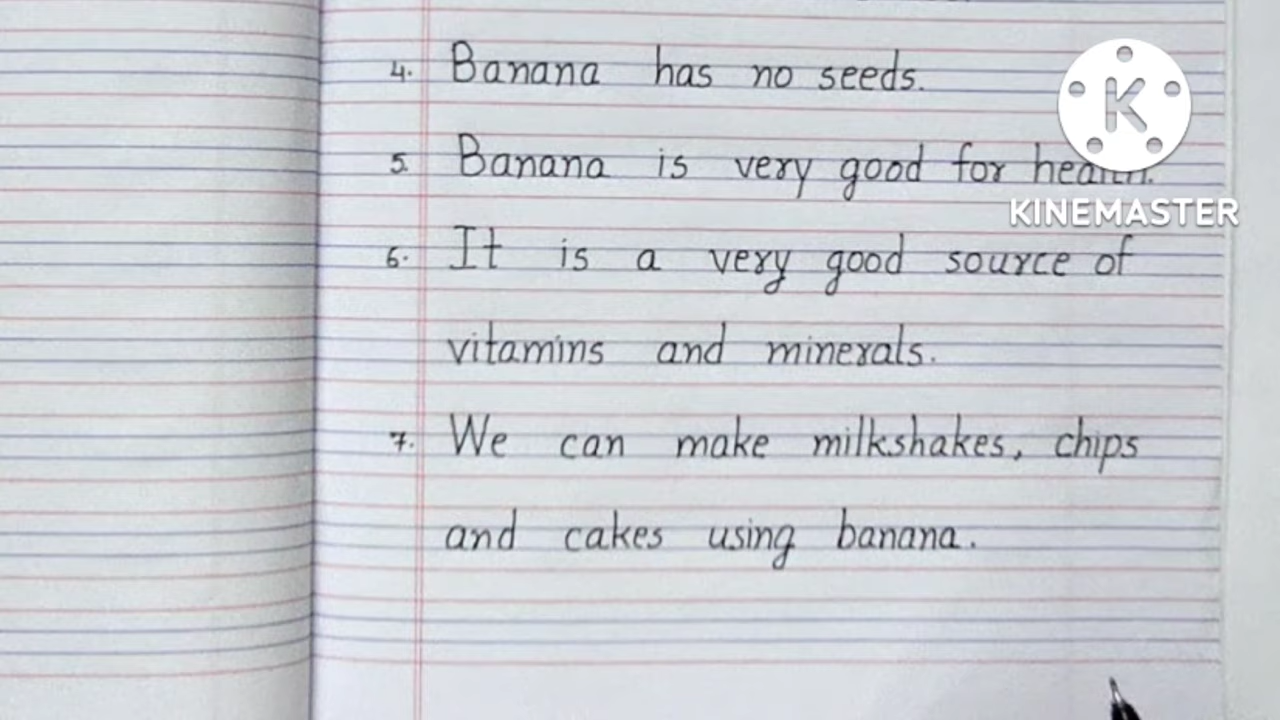 4. Banana has no seeds.
5. Banana is very good for health.
6. It is a very good source of
vitamins and minerals.
7. We can make milkshakes, chips
and cakes using banana.
K
KINEMASTER